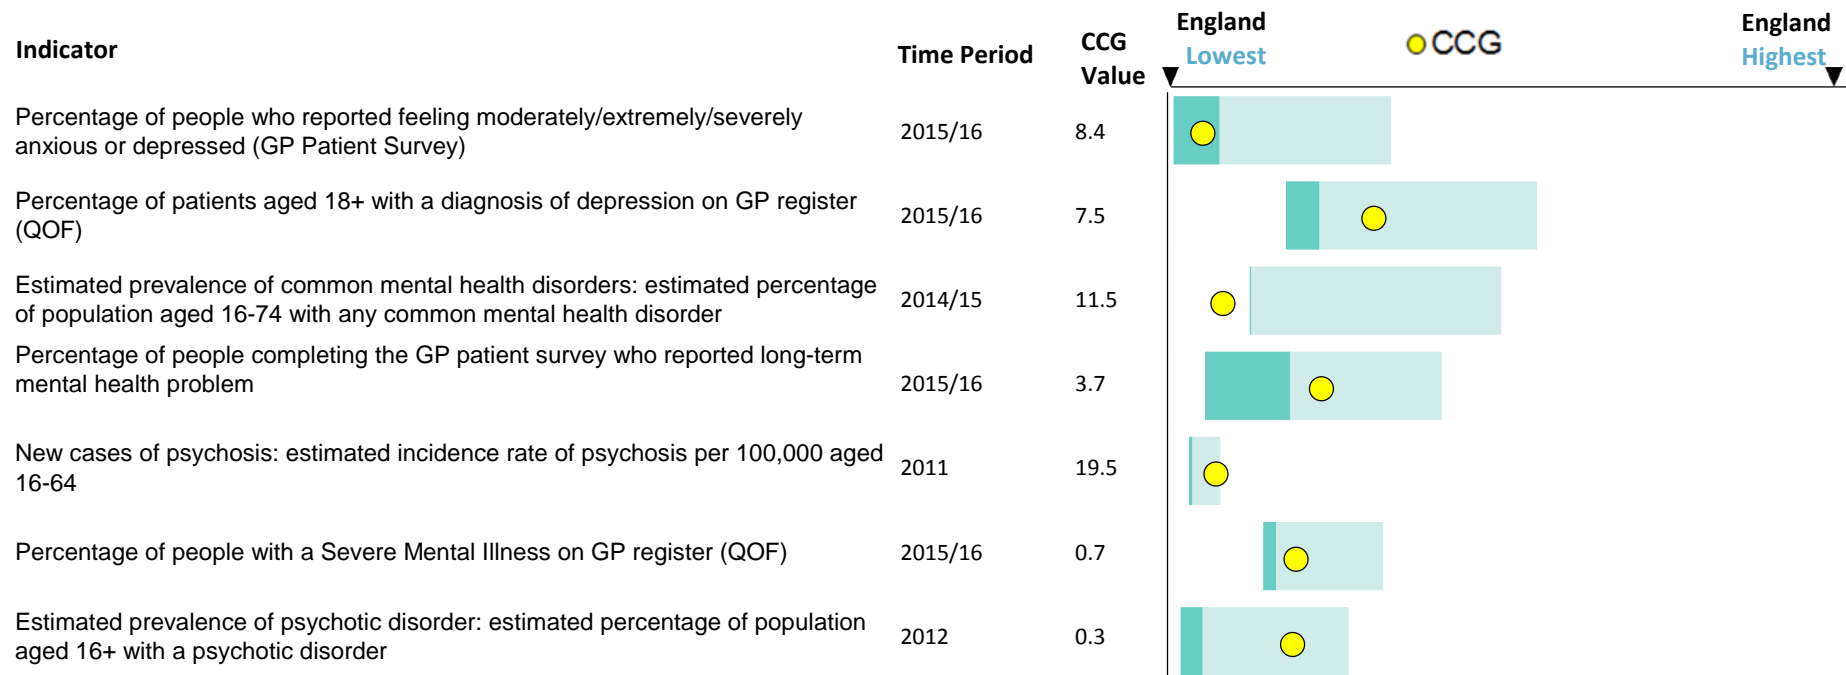 Indicator
Time Period
CCG
Value
England
Lowest
CCG
England
Highest
Percentage of people who reported feeling moderately/extremely/severely
anxious or depressed (GP Patient Survey)
2015/16
8.4
Percentage of patients aged 18+ with a diagnosis of depression on GP register
(QOF)
2015/16
7.5
Estimated prevalence of common mental health disorders: estimated percentage
of population aged 16-74 with any common mental health disorder
2014/15
11.5
Percentage of people completing the GP patient survey who reported long-term
mental health problem
2015/16
3.7
New cases of psychosis: estimated incidence rate of psychosis per 100,000 aged
16-64
2011
19.5
Percentage of people with a Severe Mental Illness on GP register (QOF)
2015/16
0.7
Estimated prevalence of psychotic disorder: estimated percentage of population
aged 16+ with a psychotic disorder
2012
0.3